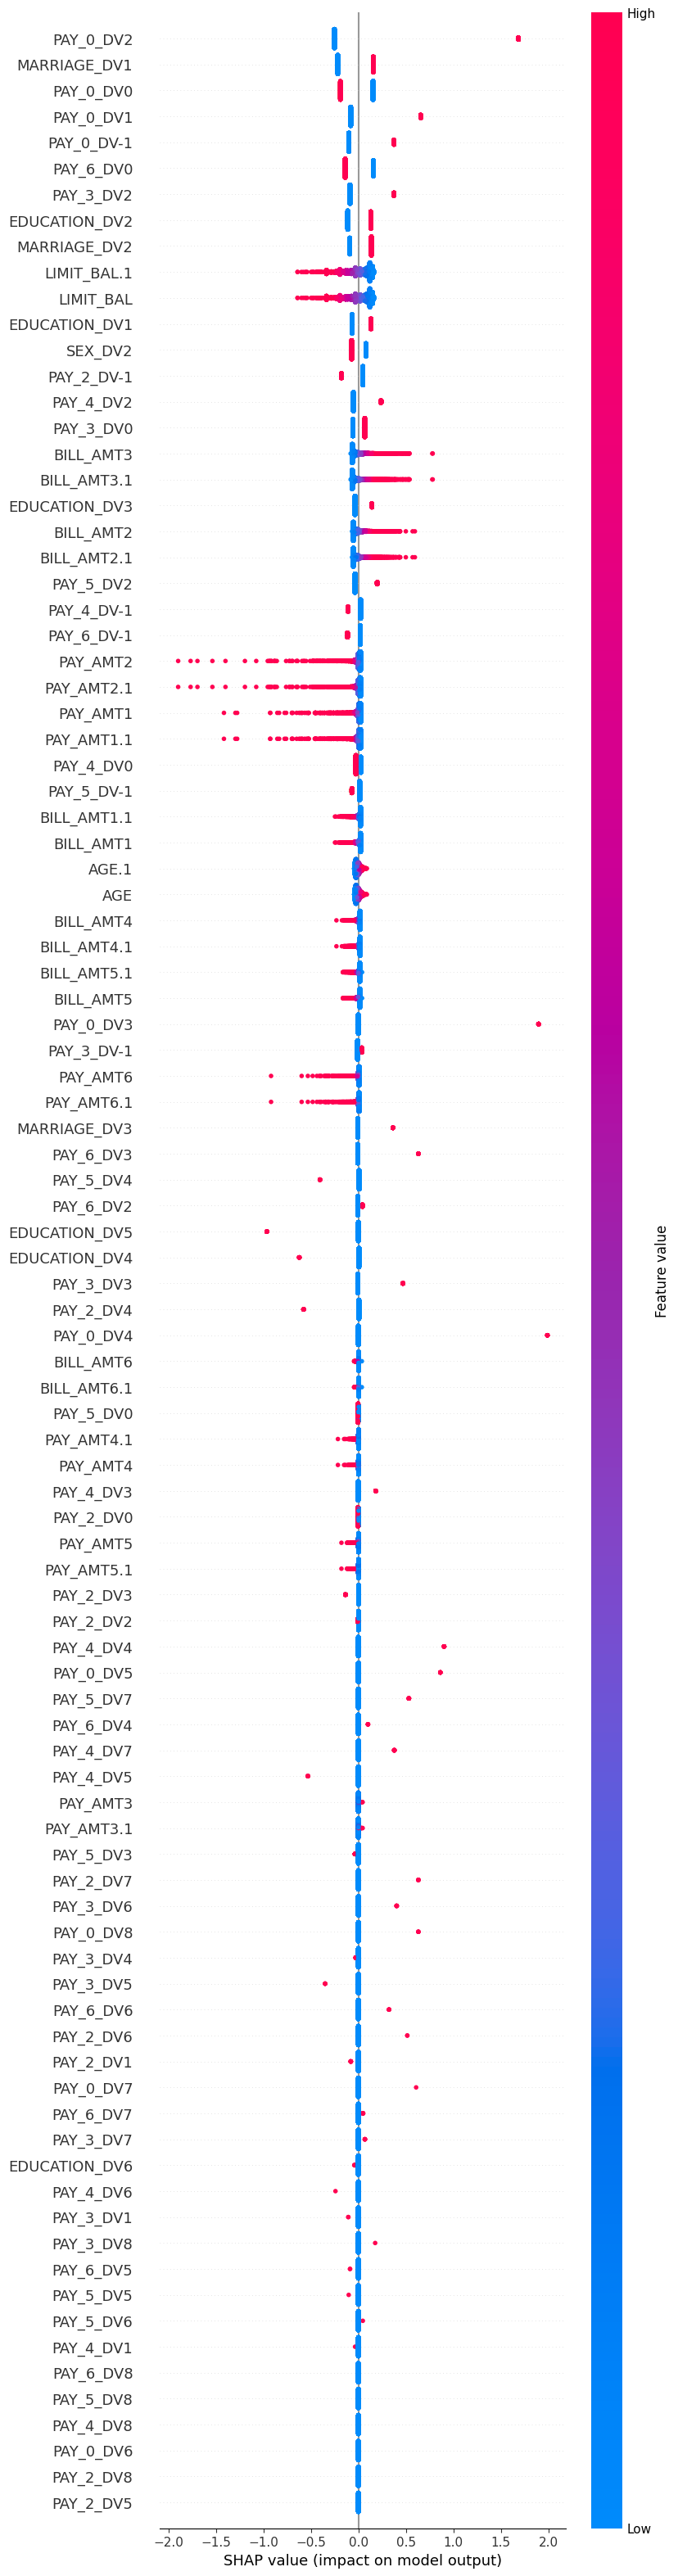 High
PAY_0_DV2
MARRIAGE_DV1
PAY_0_DV0
PAY_0_DV1
PAY_0_DV-1
PAY_6_DV0
PAY_3_DV2
EDUCATION_DV2
MARRIAGE_DV2
LIMIT_BAL.1
LIMIT_BAL
EDUCATION_DV1
SEX_DV2
PAY_2_DV-1
PAY_4_DV2
PAY_3_DV0
BILL_AMT3
BILL_AMT3.1
EDUCATION_DV3
BILL_AMT2
BILL_AMT2.1
PAY_5_DV2
PAY_4_DV-1
PAY_6_DV-1
PAY_AMT2
PAY_AMT2.1
PAY_AMT1
PAY_AMT1.1
PAY_4_DV0
PAY_5_DV-1
BILL_AMT1.1
BILL_AMT1
AGE.1
AGE
BILL_AMT4
BILL_AMT4.1
BILL_AMT5.1
BILL_AMT5
PAY_0_DV3
PAY_3_DV-1
PAY_AMT6
PAY_AMT6.1
MARRIAGE_DV3
PAY_6_DV3
PAY_5_DV4
PAY_6_DV2
EDUCATION_DV5
EDUCATION_DV4
PAY_3_DV3
PAY_2_DV4
PAY_0_DV4
BILL_AMT6
BILL_AMT6.1
PAY_5_DV0
PAY_AMT4.1
PAY_AMT4
PAY_4_DV3
PAY_2_DV0
PAY_AMT5
PAY_AMT5.1
PAY_2_DV3
PAY_2_DV2
PAY_4_DV4
PAY_0_DV5
PAY_5_DV7
PAY_6_DV4
PAY_4_DV7
PAY_4_DV5
PAY_AMT3
PAY_AMT3.1
PAY_5_DV3
PAY_2_DV7
PAY_3_DV6
PAY_0_DV8
PAY_3_DV4
PAY_3_DV5
PAY_6_DV6
PAY_2_DV6
PAY_2_DV1
PAY_0_DV7
PAY_6_DV7
PAY_3_DV7
EDUCATION_DV6
PAY_4_DV6
PAY_3_DV1
PAY_3_DV8
PAY_6_DV5
PAY_5_DV5
PAY_5_DV6
PAY_4_DV1
PAY_6_DV8
PAY_5_DV8
PAY_4_DV8
PAY_0_DV6
PAY_2_DV8
PAY_2_DV5
Feature value
Low
−2.0 −1.5 −1.0 −0.5 0.0 0.5 1.0 1.5 2.0
SHAP value (impact on model output)